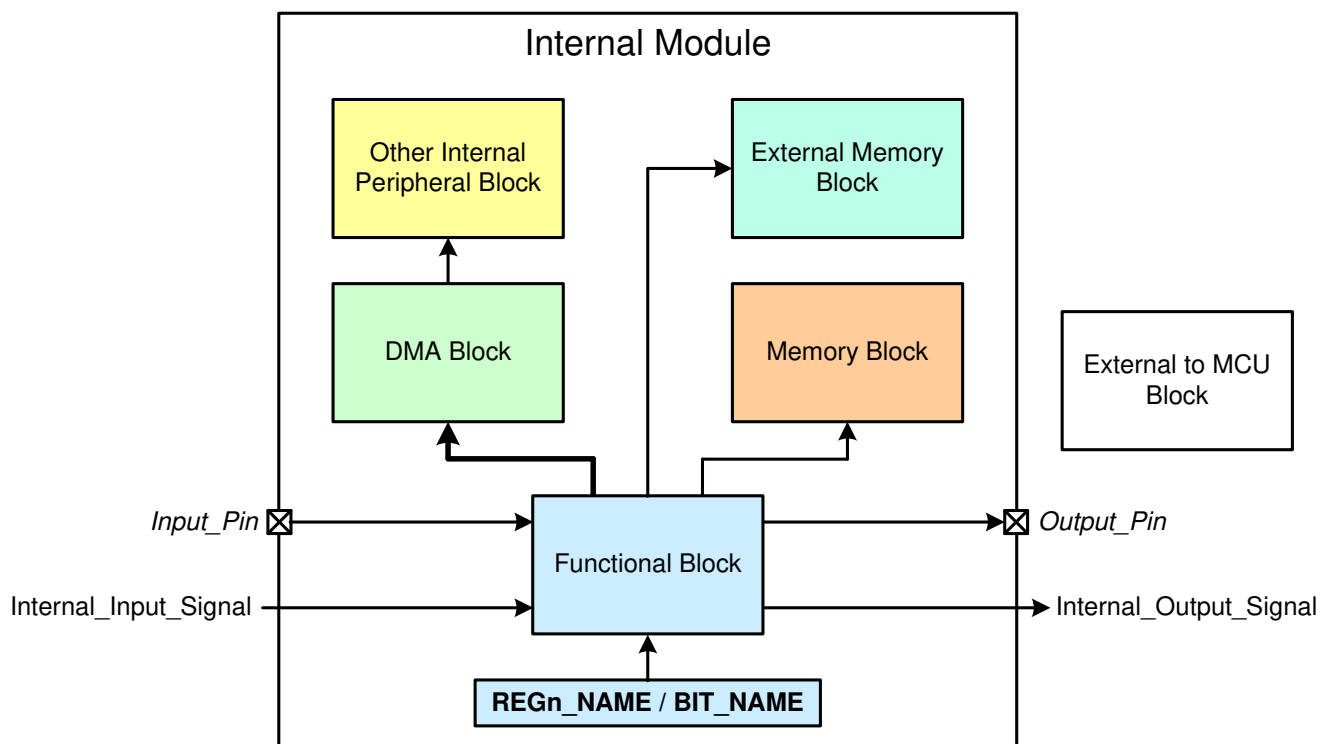 Internal Module
Other Internal
Peripheral Block
External Memory
Block
DMA Block
Memory Block
External to MCU
Block
Input_Pin
Output_Pin
Functional Block
Internal_Input_Signal
Internal_Output_Signal
REGn_NAME / BIT_NAME